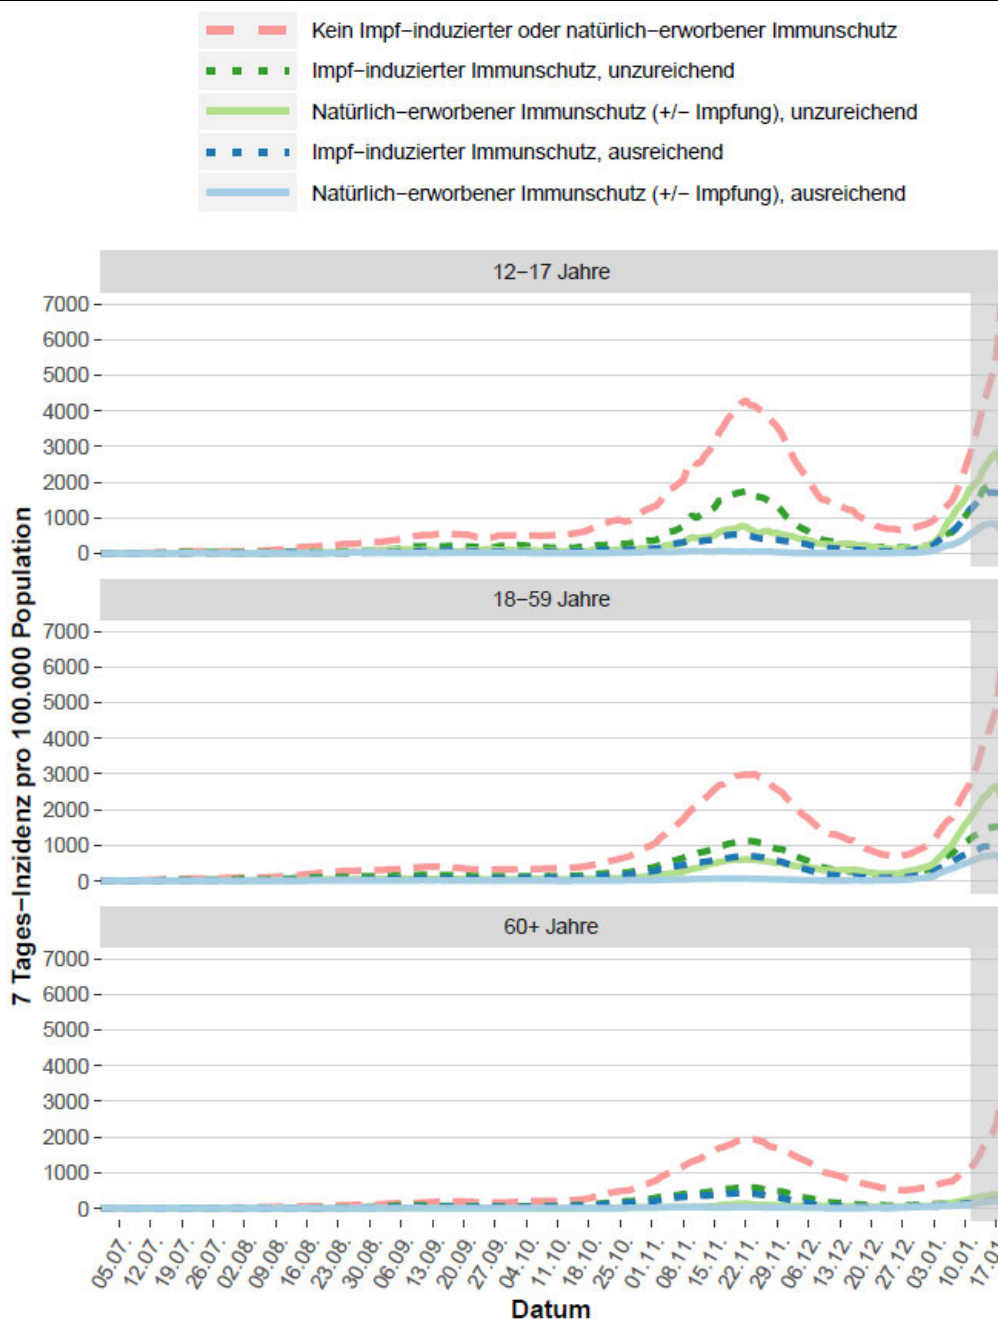 Kein Impf−induzierter oder natürlich−erworbener Immunschutz
Impf−induzierter Immunschutz, unzureichend
Natürlich−erworbener Immunschutz (+/− Impfung), unzureichend
Impf−induzierter Immunschutz, ausreichend
Natürlich−erworbener Immunschutz (+/− Impfung), ausreichend
7 Tages−Inzidenz pro 100.000 Population
12−17 Jahre
7000
6000
5000
4000
3000
2000
1000
0
18−59 Jahre
7000
6000
5000
4000
3000
2000
1000
0
60+ Jahre
7000
6000
5000
4000
3000
2000
1000
0
05.07. 12.07. 19.07. 26.07. 02.08. 09.08. 16.08. 23.08. 30.08. 06.09. 13.09. 20.09. 27.09. 04.10. 11.10. 18.10. 25.10. 01.11. 08.11. 15.11. 22.11. 29.11. 06.12. 13.12. 20.12. 27.12. 03.01. 10.01. 17.01
Datum